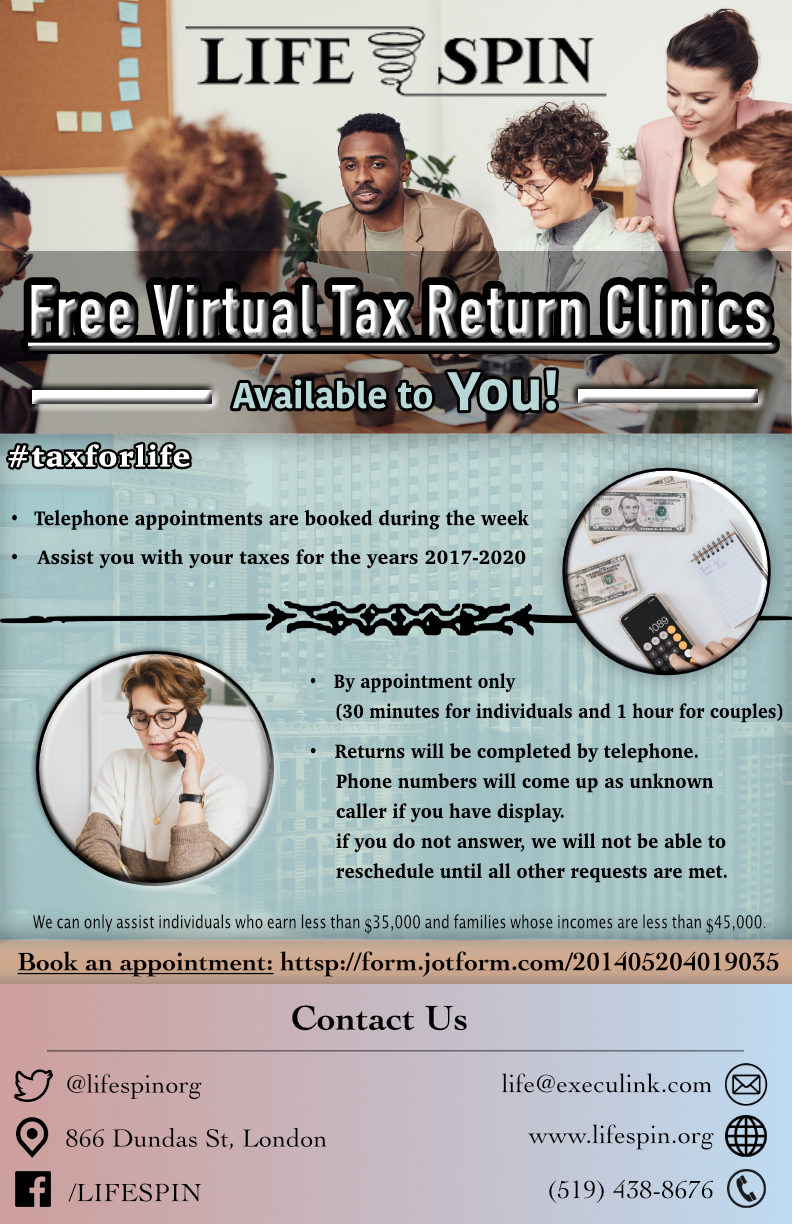 LIFE SPIN
Free Virtual Tax Return Clinics
Available to You!
#taxforlife
• Telephone appointments are booked during the week
• Assist you with your taxes for the years 2017-2020
1089
• By appointment only
(30 minutes for individuals and 1 hour for couples)
• Returns will be completed by telephone.
Phone numbers will come up as unknown
caller if you have display.
if you do not answer, we will not be able to
reschedule until all other requests are met.
We can only assist individuals who earn less than $35,000 and families whose incomes are less than $45,000.
Book an appointment: httsp://form.jotform.com/201405204019035
Contact Us
@lifespinorg
life@execulink.com
866 Dundas St, London
www.lifespin.org
/LIFESPIN
(519) 438-8676